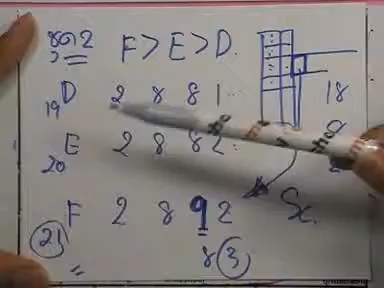 F > E > D.
19 D 2 8 8 1
18
20 E 2 8 8 2
F 2 8 9 2
Sc.
21
8 3